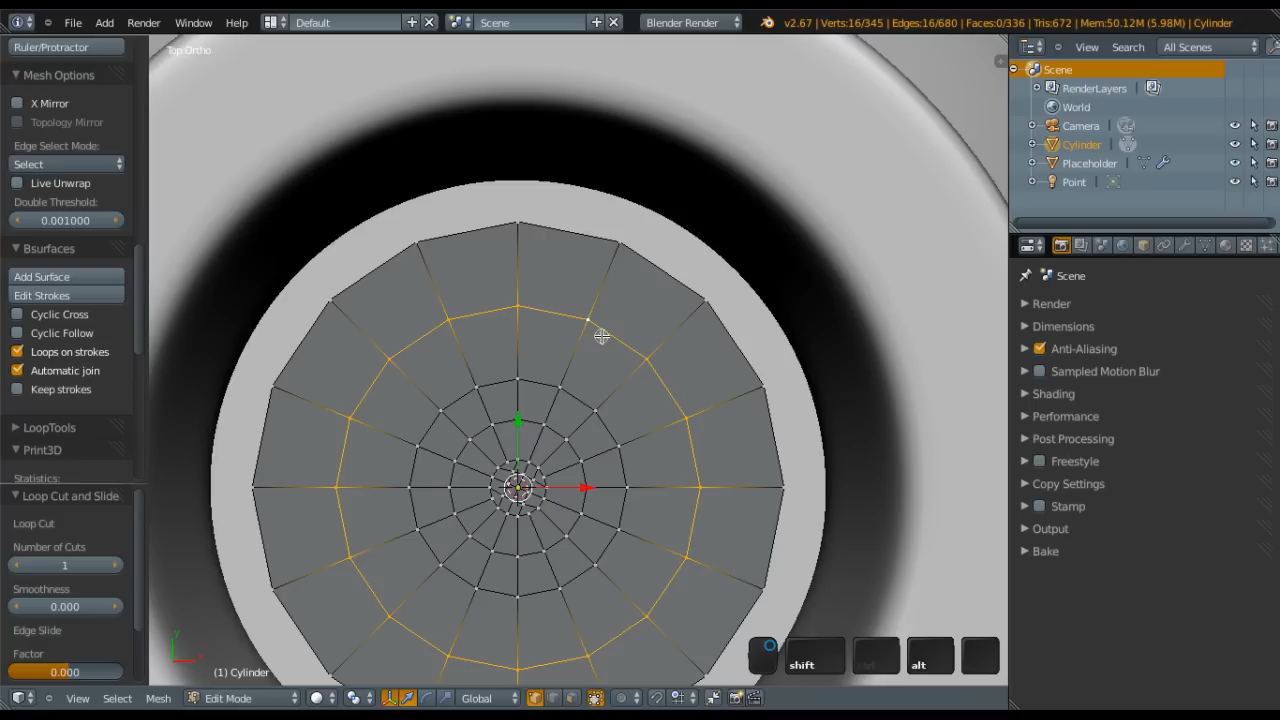 File Add Render Window Help Default Scene Blender Render v2.67 | Verts:16/345 | Edges:16/680 | Faces:0/336 | Tris:672 | Mem:50.12M (5.98M) | Cylinder
Ruler/Protractor
Mesh Options
X Mirror
Topology Mirror
Edge Select Mode:
Select
Live Unwrap
Double Threshold:
0.001000
Bsurfaces
Add Surface
Edit Strokes
Cyclic Cross
Cyclic Follow
Loops on strokes
Automatic join
Keep strokes
LoopTools
Print3D
Statistics:
Loop Cut and Slide
Loop Cut
Number of Cuts
1
Smoothness
0.000
Edge Slide
Factor
0.000
Top Ortho
y
x
(1) Cylinder
shift ctrl alt
View Select Mesh Edit Mode Global
View Search All Scenes
Scene
RenderLayers
World
Camera
Cylinder
Placeholder
Point
Scene
Render
Dimensions
Anti-Aliasing
Sampled Motion Blur
Shading
Performance
Post Processing
Freestyle
Copy Settings
Stamp
Output
Bake